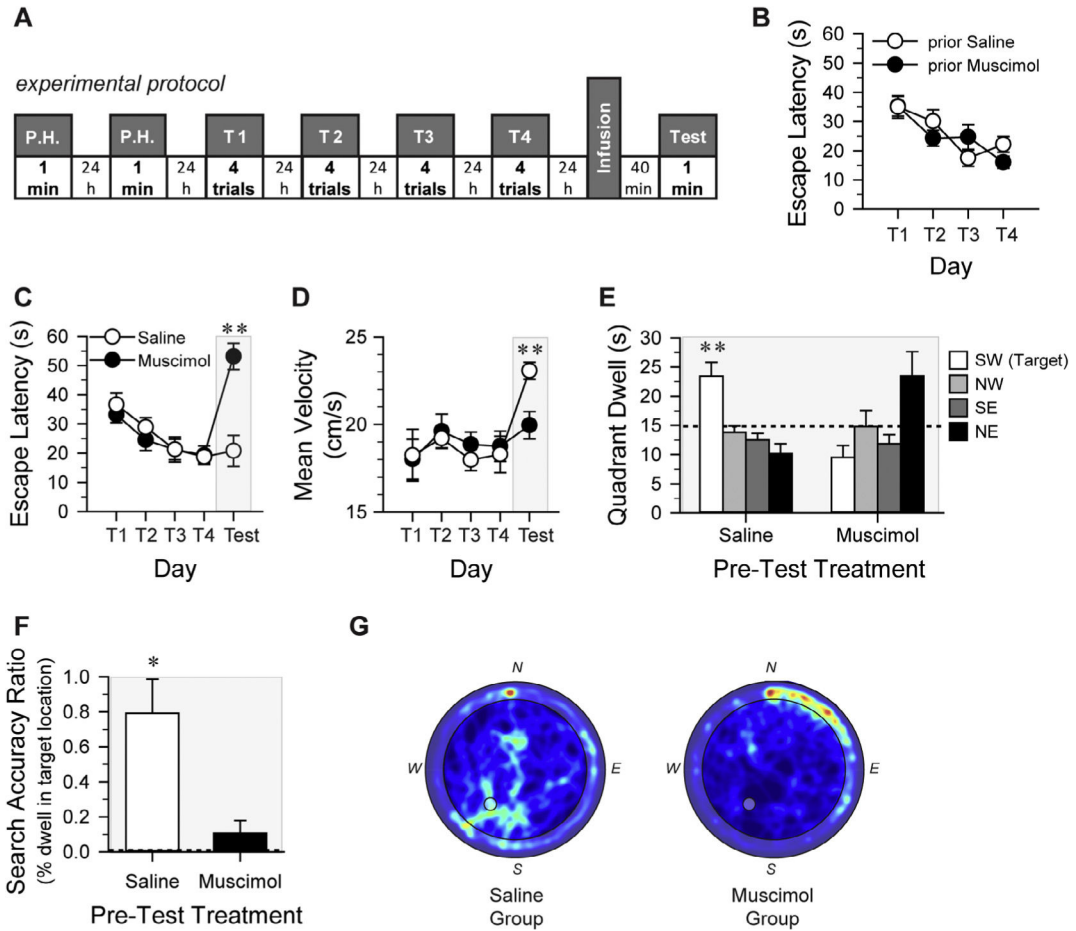 A
experimental protocol
P.H. P.H. T 1 T 2 T3 T4 Infusion Test
1 min 24 h 1 min 24 h 4 trials 24 h 4 trials 24 h 4 trials 24 h 4 trials 24 h 40 min 1 min
B
Escape Latency (s)
60
50
40
30
20
10
0
prior Saline
prior Muscimol
T1 T2 T3 T4
Day
C
Escape Latency (s)
60
50
40
30
20
10
0
Saline
Muscimol
**
T1 T2 T3 T4 Test
Day
D
Mean Velocity
(cm/s)
25
20
15
**
T1 T2 T3 T4 Test
Day
E
Quadrant Dwell (s)
30
25
20
15
10
5
0
**
SW (Target)
NW
SE
NE
Saline Muscimol
Pre-Test Treatment
F
Search Accuracy Ratio
(% dwell in target location)
1.0
0.8
0.6
0.4
0.2
0.0
*
Saline Muscimol
Pre-Test Treatment
G
N
W E
S
Saline
Group
N
W E
S
Muscimol
Group